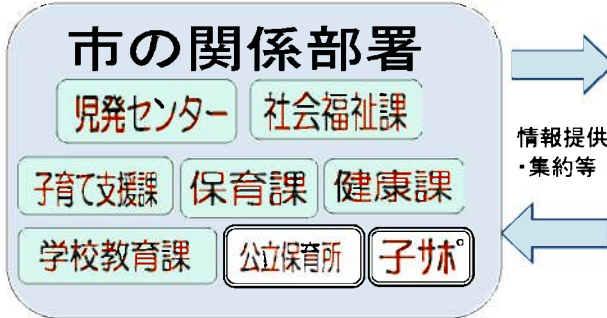 市の関係部署
児発センター
社会福祉課
子育て支援課
保育課
健康課
学校教育課
公立保育所
子サポ
情報提供
・集約等